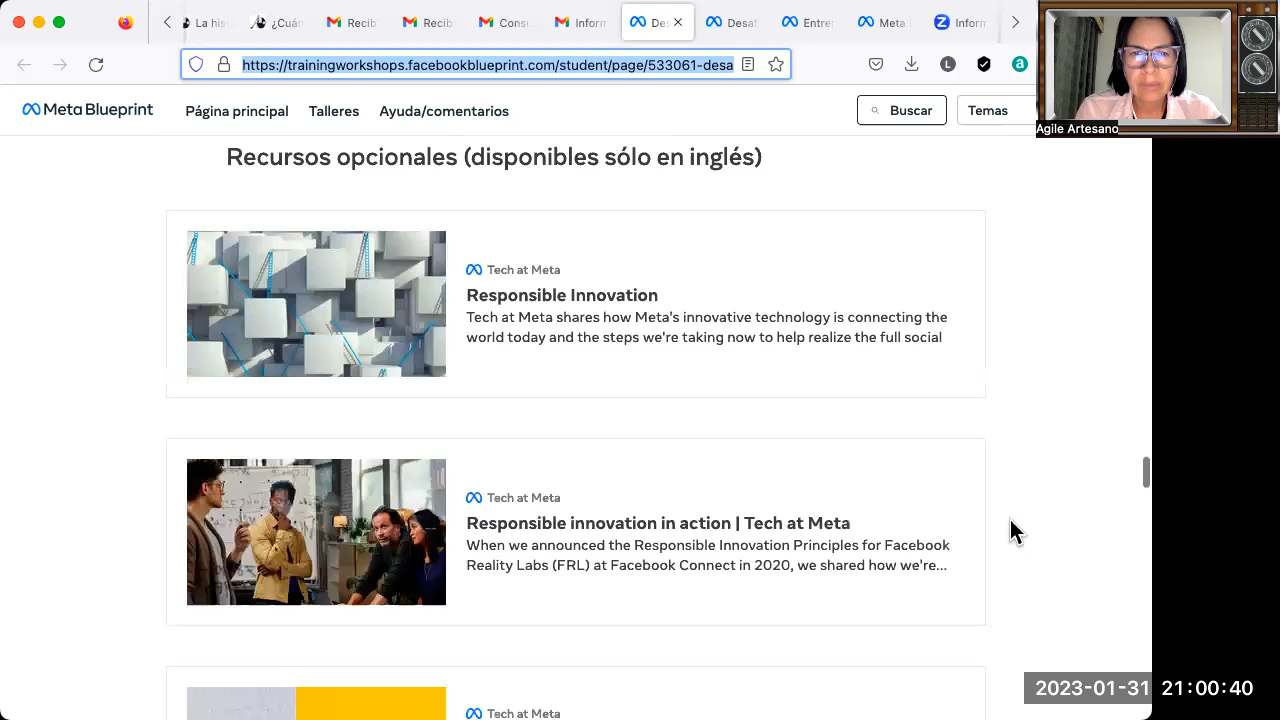 La his
¿Cuán
Recib
Recib
Consu
Inform
Des
Desaf
Entre
Meta
Inform
https://trainingworkshops.facebookblueprint.com/student/page/533061-desa
Meta Blueprint
Página principal
Talleres
Ayuda/comentarios
Buscar
Temas
Agile Artesano
Recursos opcionales (disponibles sólo en inglés)
Tech at Meta
Responsible Innovation
Tech at Meta shares how Meta's innovative technology is connecting the
world today and the steps we're taking now to help realize the full social
Tech at Meta
Responsible innovation in action | Tech at Meta
When we announced the Responsible Innovation Principles for Facebook
Reality Labs (FRL) at Facebook Connect in 2020, we shared how we're...
Tech at Meta
2023-01-31 21:00:40